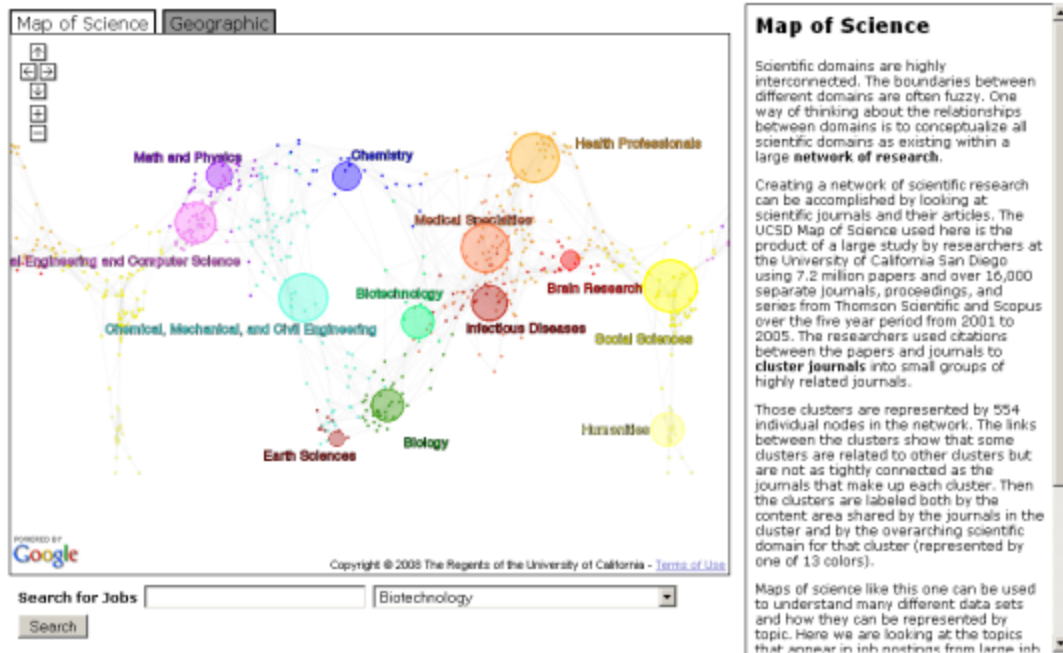 Map of Science
Geographic
Math and Physics
Chemistry
Health Professionals
Medical Specialties
al Engineering and Computer Science
Biotechnology
Brain Research
Chemical, Mechanical, and Civil Engineering
Infectious Diseases
Social Sciences
Humanities
Biology
Earth Sciences
POWERED BY
Google
Copyright © 2008 The Regents of the University of California - Terms of Use
Search for Jobs
Biotechnology
Search
Map of Science
Scientific domains are highly
interconnected. The boundaries between
different domains are often fuzzy. One
way of thinking about the relationships
between domains is to conceptualize all
scientific domains as existing within a
large network of research.
Creating a network of scientific research
can be accomplished by looking at
scientific journals and their articles. The
UCSD Map of Science used here is the
product of a large study by researchers at
the University of California San Diego
using 7.2 million papers and over 16,000
separate journals, proceedings, and
series from Thomson Scientific and Scopus
over the five year period from 2001 to
2005. The researchers used citations
between the papers and journals to
cluster journals into small groups of
highly related journals.
Those clusters are represented by 554
individual nodes in the network. The links
between the clusters show that some
clusters are related to other clusters but
are not as tightly connected as the
journals that make up each cluster. Then
the clusters are labeled both by the
content area shared by the journals in the
cluster and by the overarching scientific
domain for that cluster (represented by
one of 13 colors).
Maps of science like this one can be used
to understand many different data sets
and how they can be represented by
topic. Here we are looking at the topics
that appear in job postings from large job